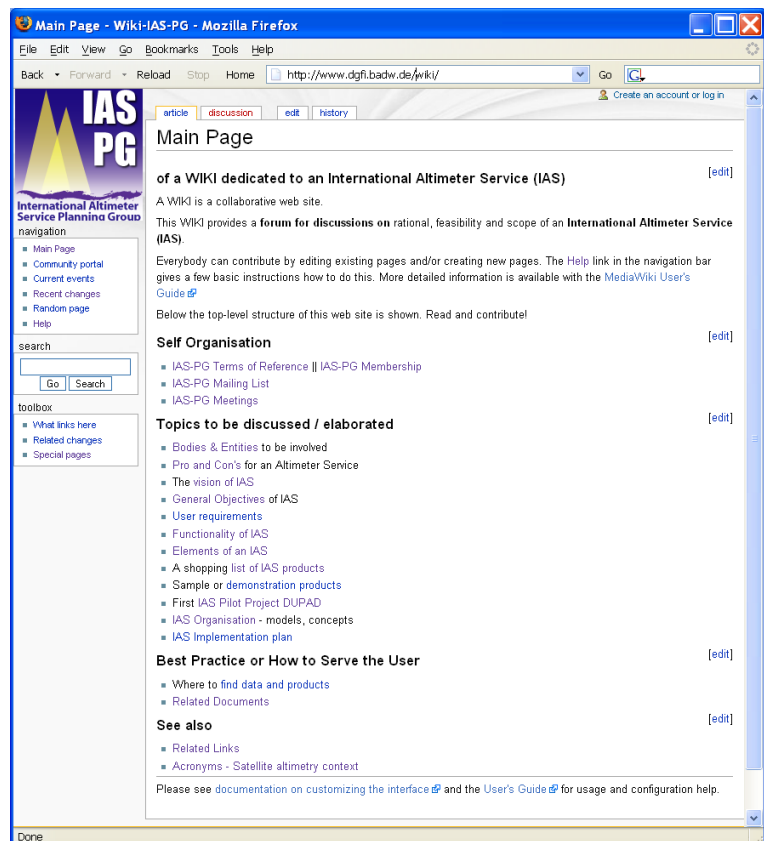 Main Page - Wiki-IAS-PG - Mozilla Firefox
File Edit View Go Bookmarks Tools Help
Back Forward Reload Stop Home http://www.dgfi.badw.de/wiki/ Go G
Create an account or log in
IAS
PG
International Altimeter
Service Planning Group
article discussion edit history
Main Page
of a WIKI dedicated to an International Altimeter Service (IAS) [edit]
A WIKI is a collaborative web site.
This WIKI provides a forum for discussions on rational, feasibility and scope of an International Altimeter Service
(IAS).
Everybody can contribute by editing existing pages and/or creating new pages. The Help link in the navigation bar
gives a few basic instructions how to do this. More detailed information is available with the MediaWiki User's
Guide
Below the top-level structure of this web site is shown. Read and contribute!
navigation
Main Page
Community portal
Current events
Recent changes
Random page
Help
search
Go Search
toolbox
What links here
Related changes
Special pages
Self Organisation [edit]
IAS-PG Terms of Reference || IAS-PG Membership
IAS-PG Mailing List
IAS-PG Meetings
Topics to be discussed / elaborated [edit]
Bodies & Entities to be involved
Pro and Con's for an Altimeter Service
The vision of IAS
General Objectives of IAS
User requirements
Functionality of IAS
Elements of an IAS
A shopping list of IAS products
Sample or demonstration products
First IAS Pilot Project DUPAD
IAS Organisation - models, concepts
IAS Implementation plan
Best Practice or How to Serve the User [edit]
Where to find data and products
Related Documents
See also [edit]
Related Links
Acronyms - Satellite altimetry context
Please see documentation on customizing the interface and the User's Guide for usage and configuration help.
Done